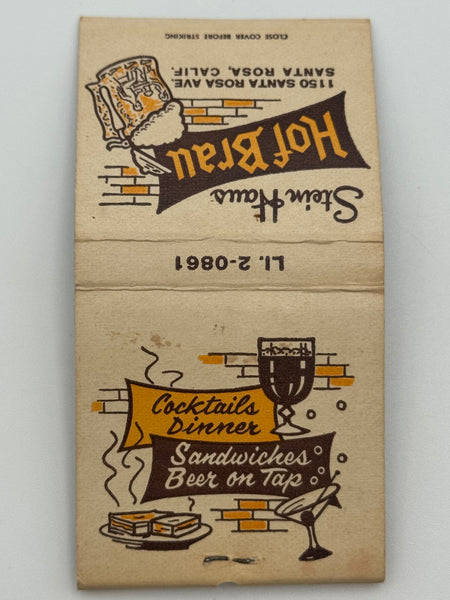 CLOSE COVER BEFORE STRIKING
1150 SANTA ROSA AVE.
SANTA ROSA, CALIF.
Hof Brau
Stein Haus
LI. 2-0861
Cocktails
Dinner
Sandwiches
Beer on Tap